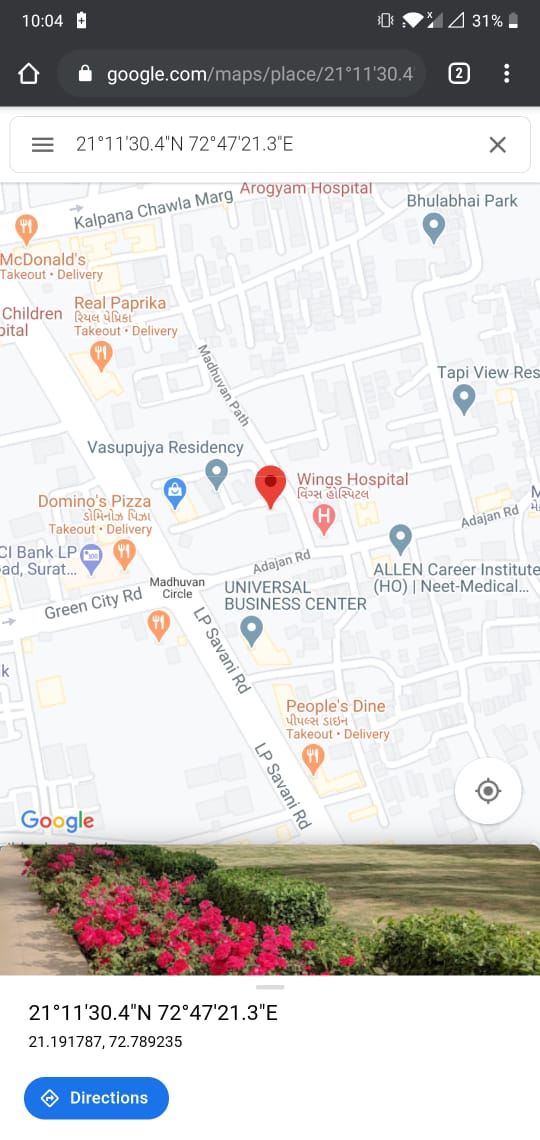 10:04
31%
google.com/maps/place/21°11'30.4
2
21°11'30.4"N 72°47'21.3"E
Arogyam Hospital
Kalpana Chawla Marg
Bhulabhai Park
McDonald's
Takeout • Delivery
Children
Real Paprika
રિયલ પેપ્રિકા
Takeout • Delivery
Madhuvan Path
Tapi View Res
Vasupujya Residency
Wings Hospital
વિંગ્સ હોસ્પિટલ
H
Domino's Pizza
ડોમિનોઝ પિઝા
Takeout • Delivery
Adajan Rd
CI Bank LP
ad, Surat...
Adajan Rd
ALLEN Career Institute
(HO) | Neet-Medical...
Madhuvan
Circle
UNIVERSAL
BUSINESS CENTER
Green City Rd
LP Savani Rd
People's Dine
પીપલ્સ ડાઇન
Takeout • Delivery
LP Savani Rd
Google
21°11'30.4"N 72°47'21.3"E
21.191787, 72.789235
Directions